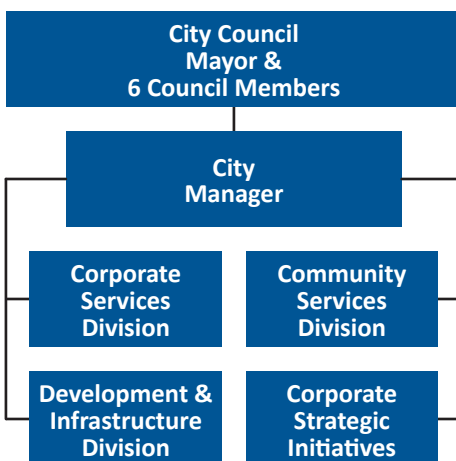 City Council
Mayor &
6 Council Members
City
Manager
Corporate
Services
Division
Community
Services
Division
Development &
Infrastructure
Division
Corporate
Strategic
Initiatives